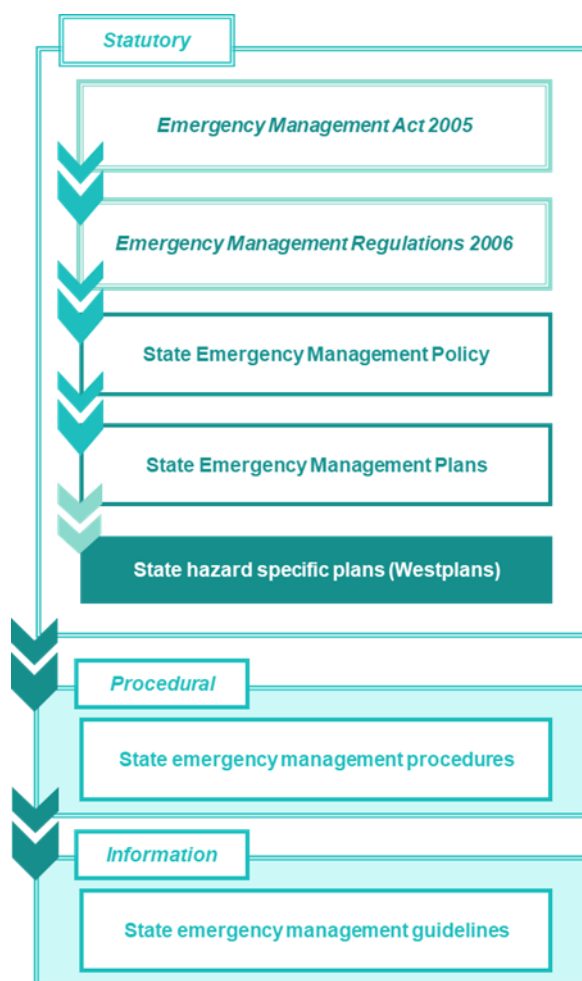 Statutory
Emergency Management Act 2005
Emergency Management Regulations 2006
State Emergency Management Policy
State Emergency Management Plans
State hazard specific plans (Westplans)
Procedural
State emergency management procedures
Information
State emergency management guidelines